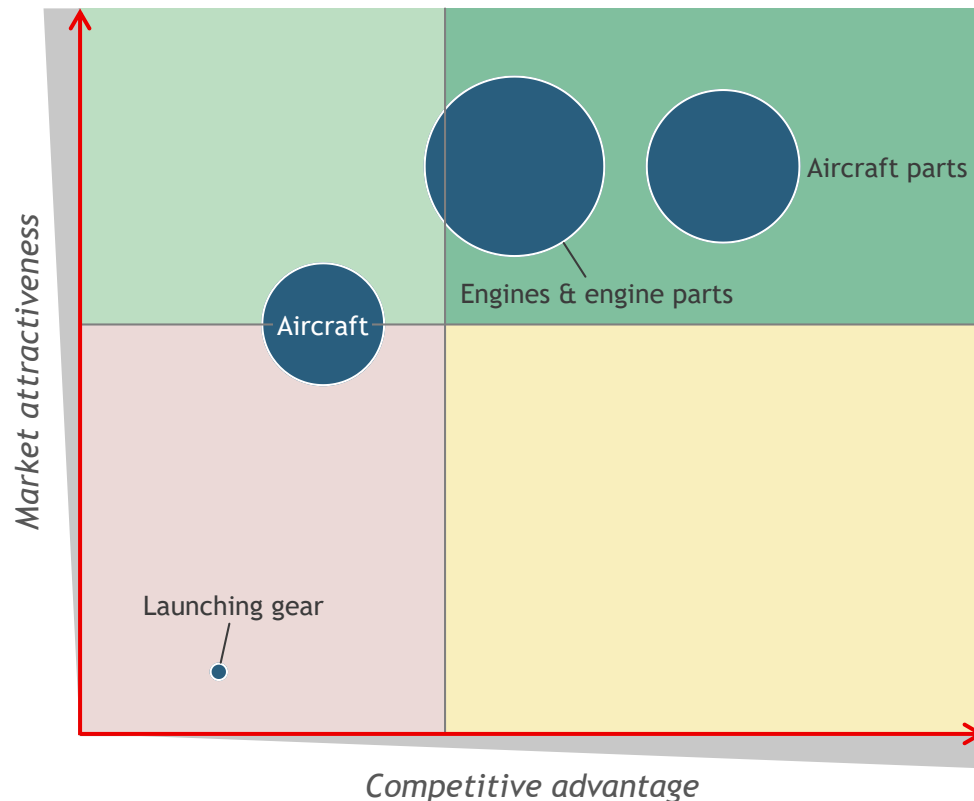 Market attractiveness
Aircraft parts
Engines & engine parts
Aircraft
Launching gear
Competitive advantage